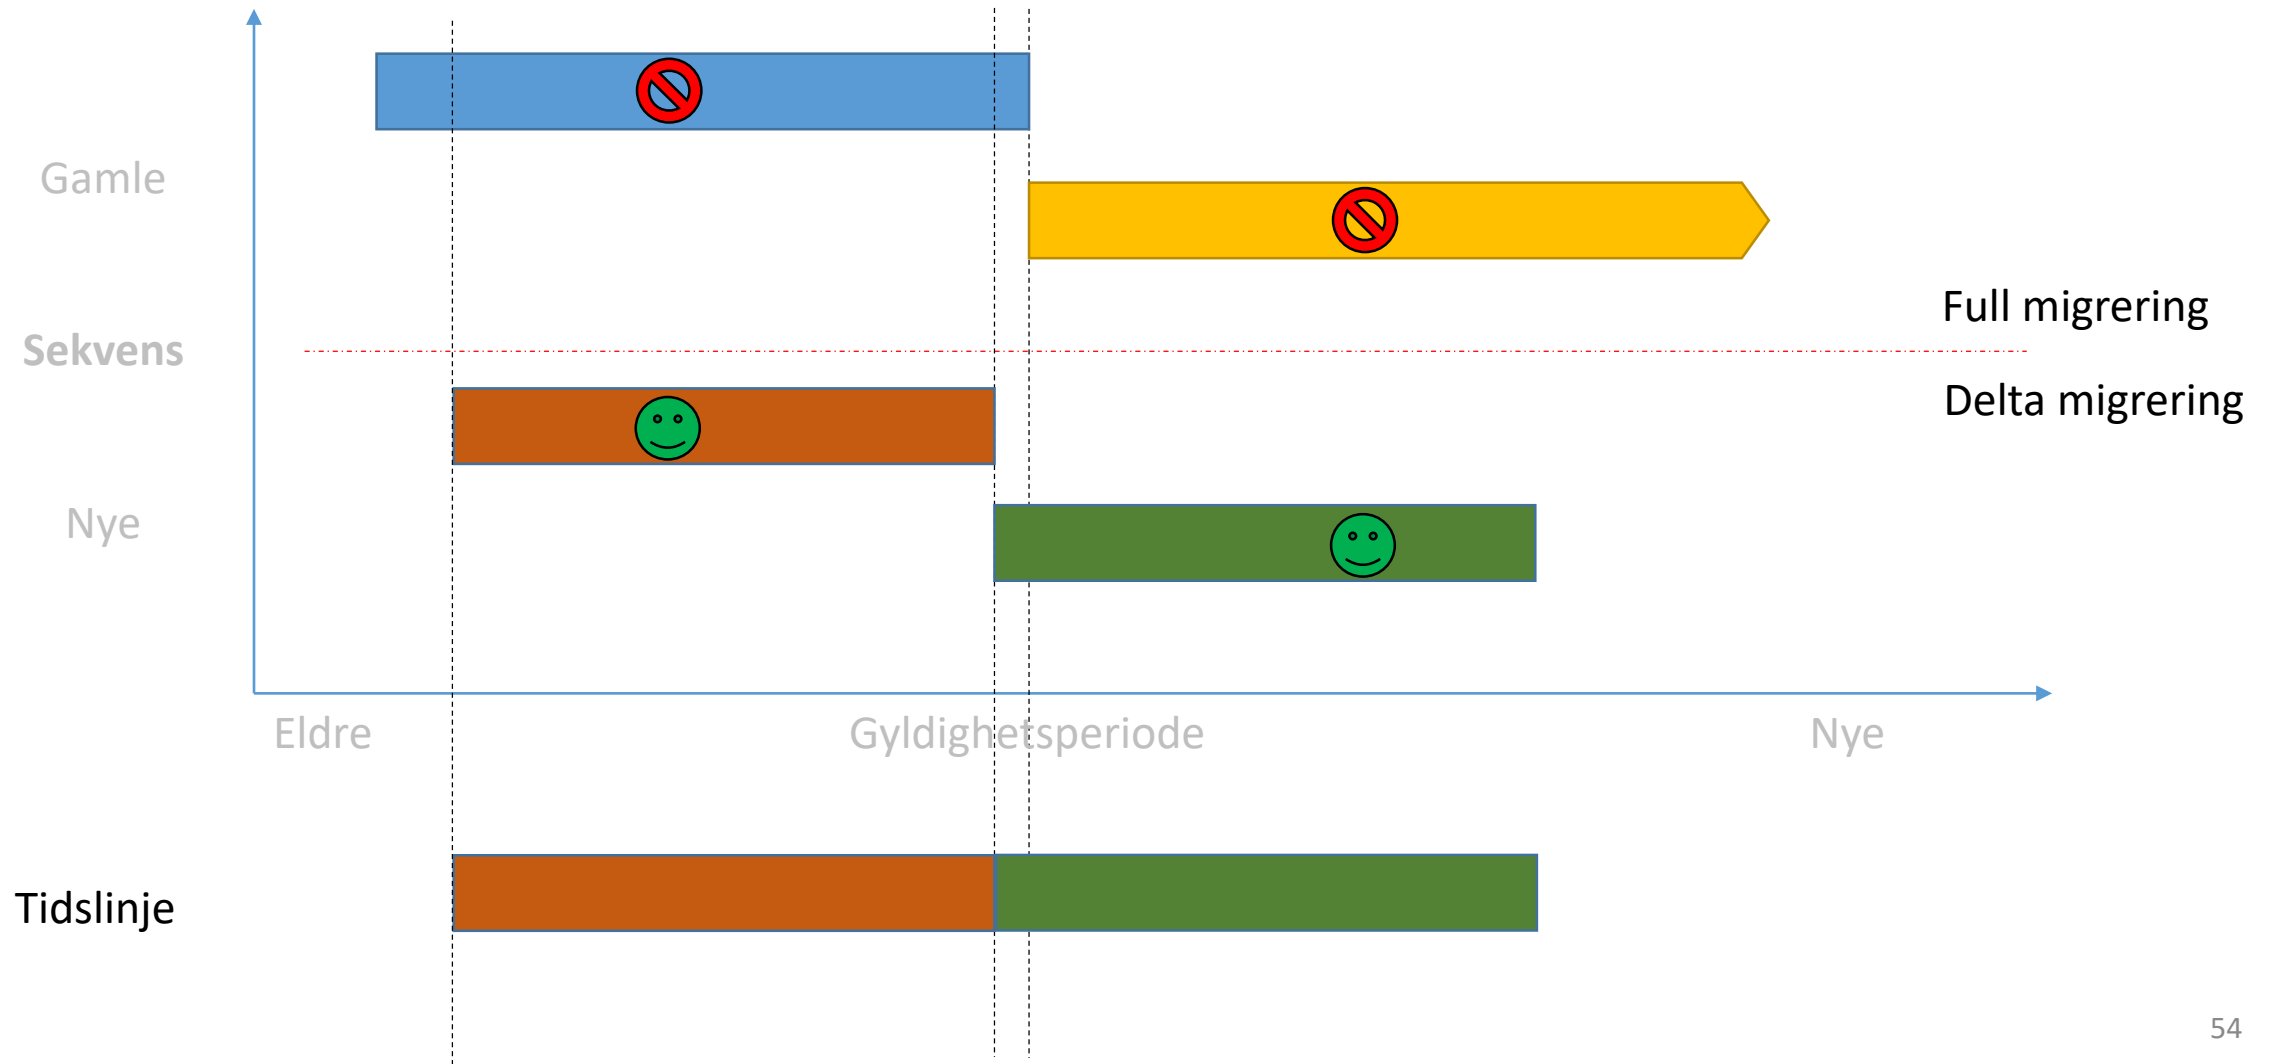 Gamle
Full migrering
Sekvens
Delta migrering
Nye
Eldre
Gyldighetsperiode
Nye
Tidslinje
54